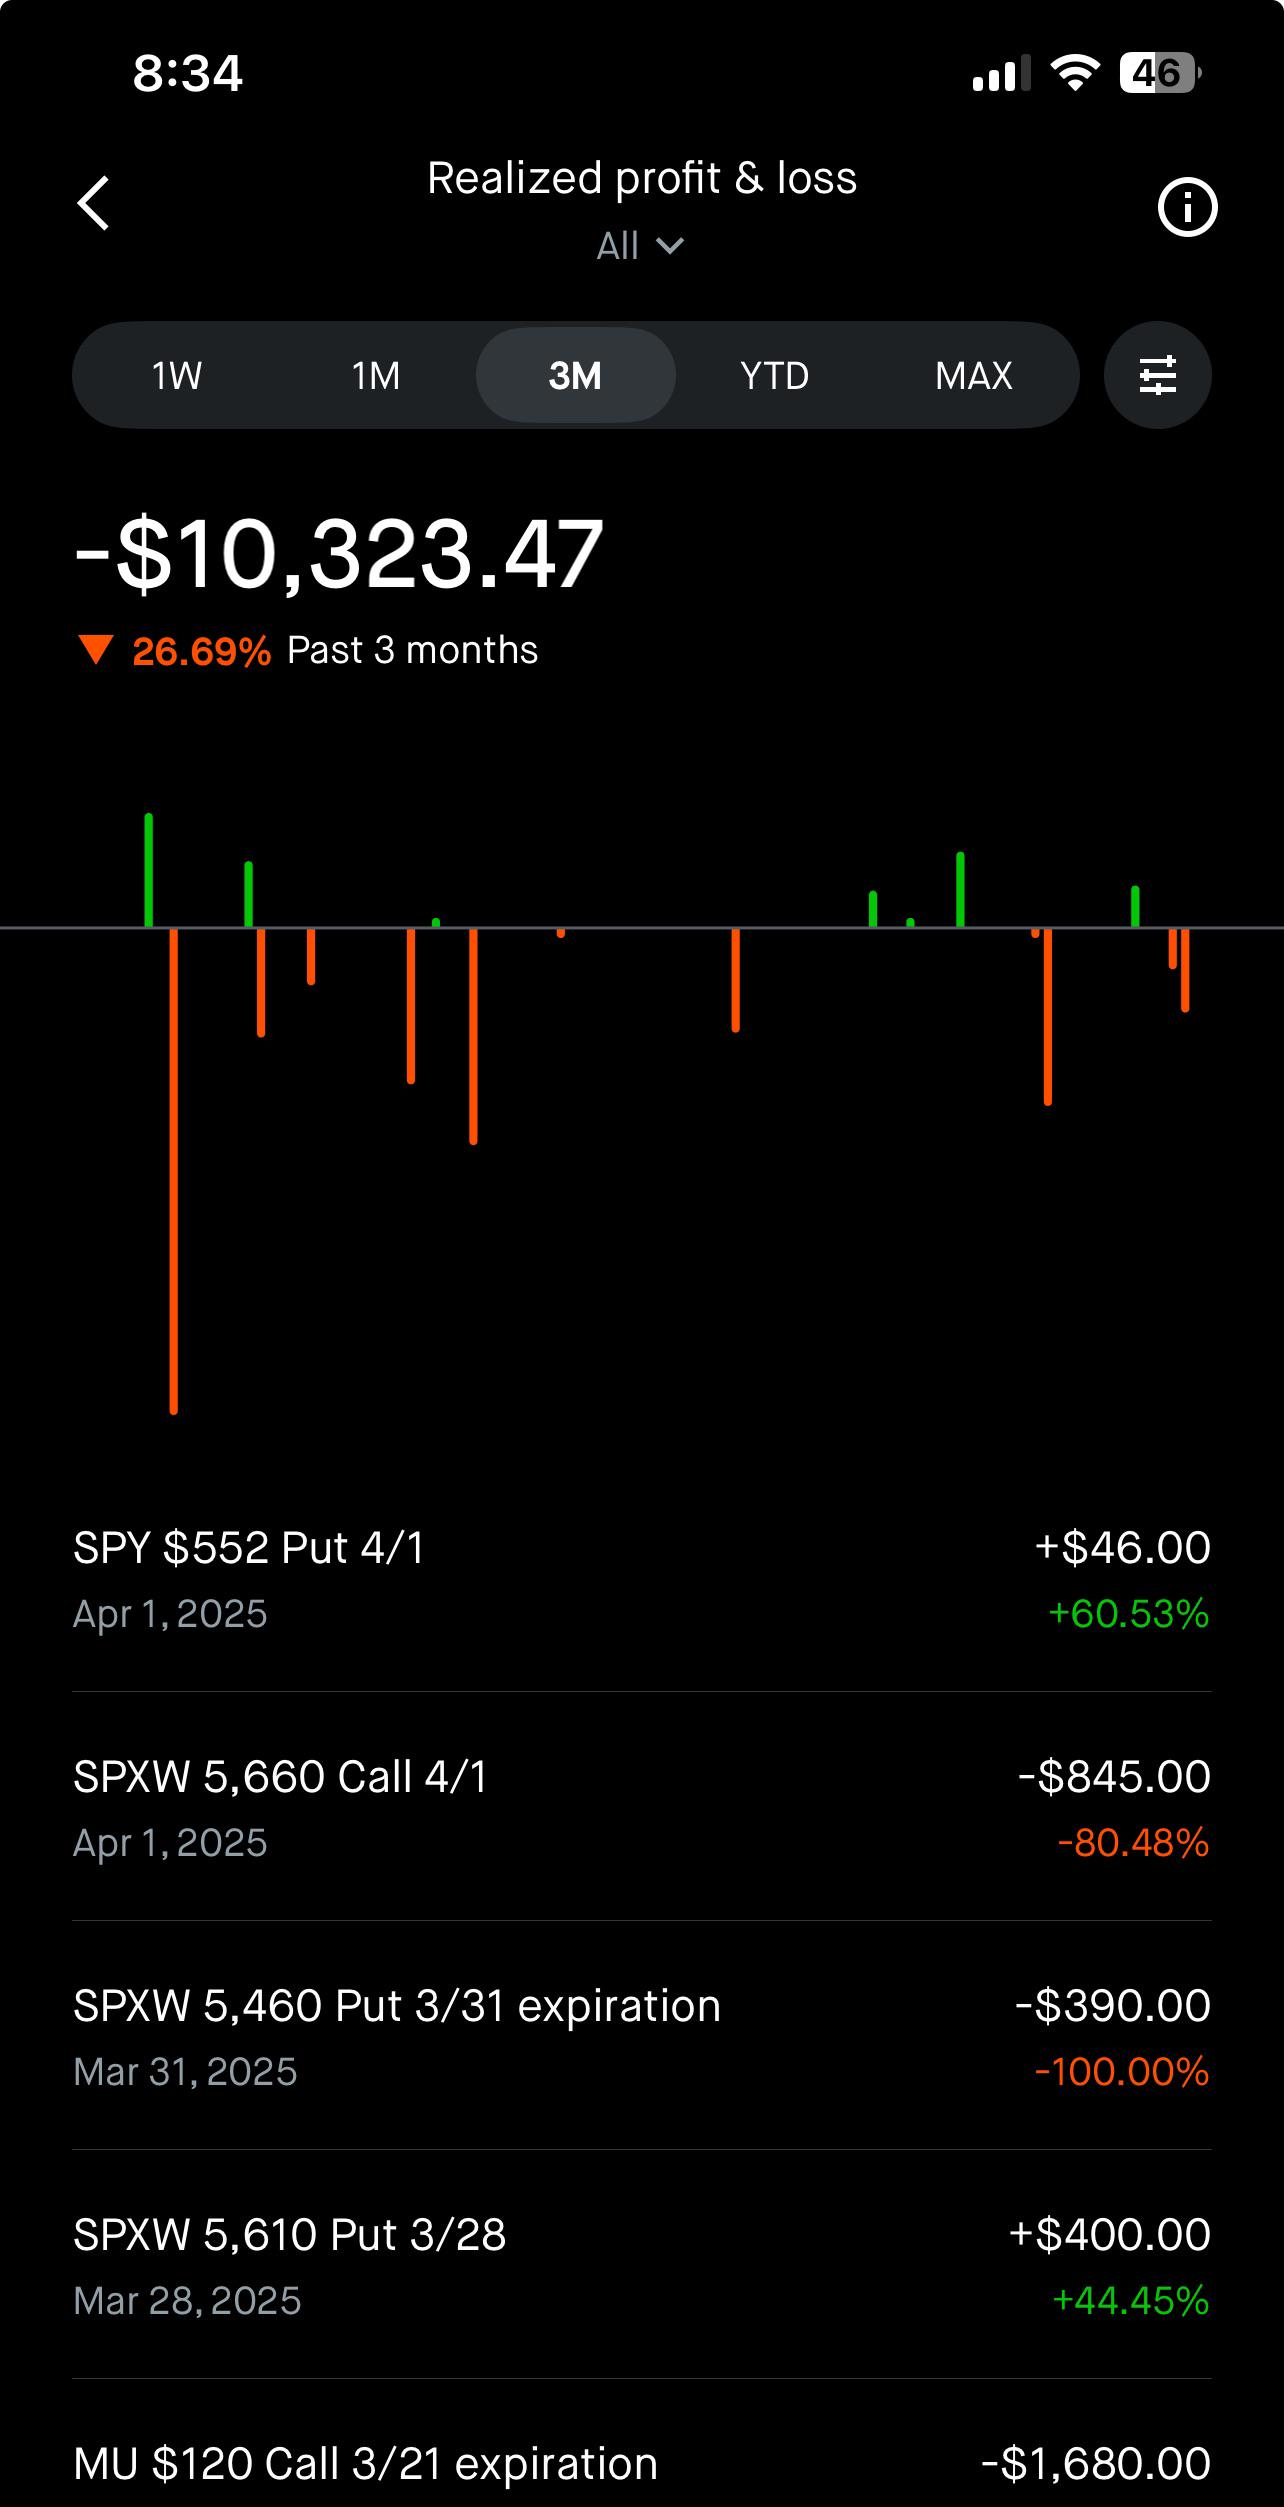 8:34
46
Realized profit & loss
All
1W 1M 3M YTD MAX
-$10,323.47
26.69% Past 3 months
SPY $552 Put 4/1 +$46.00
Apr 1, 2025 +60.53%
SPXW 5,660 Call 4/1 -$845.00
Apr 1, 2025 -80.48%
SPXW 5,460 Put 3/31 expiration -$390.00
Mar 31, 2025 -100.00%
SPXW 5,610 Put 3/28 +$400.00
Mar 28, 2025 +44.45%
MU $120 Call 3/21 expiration -$1,680.00